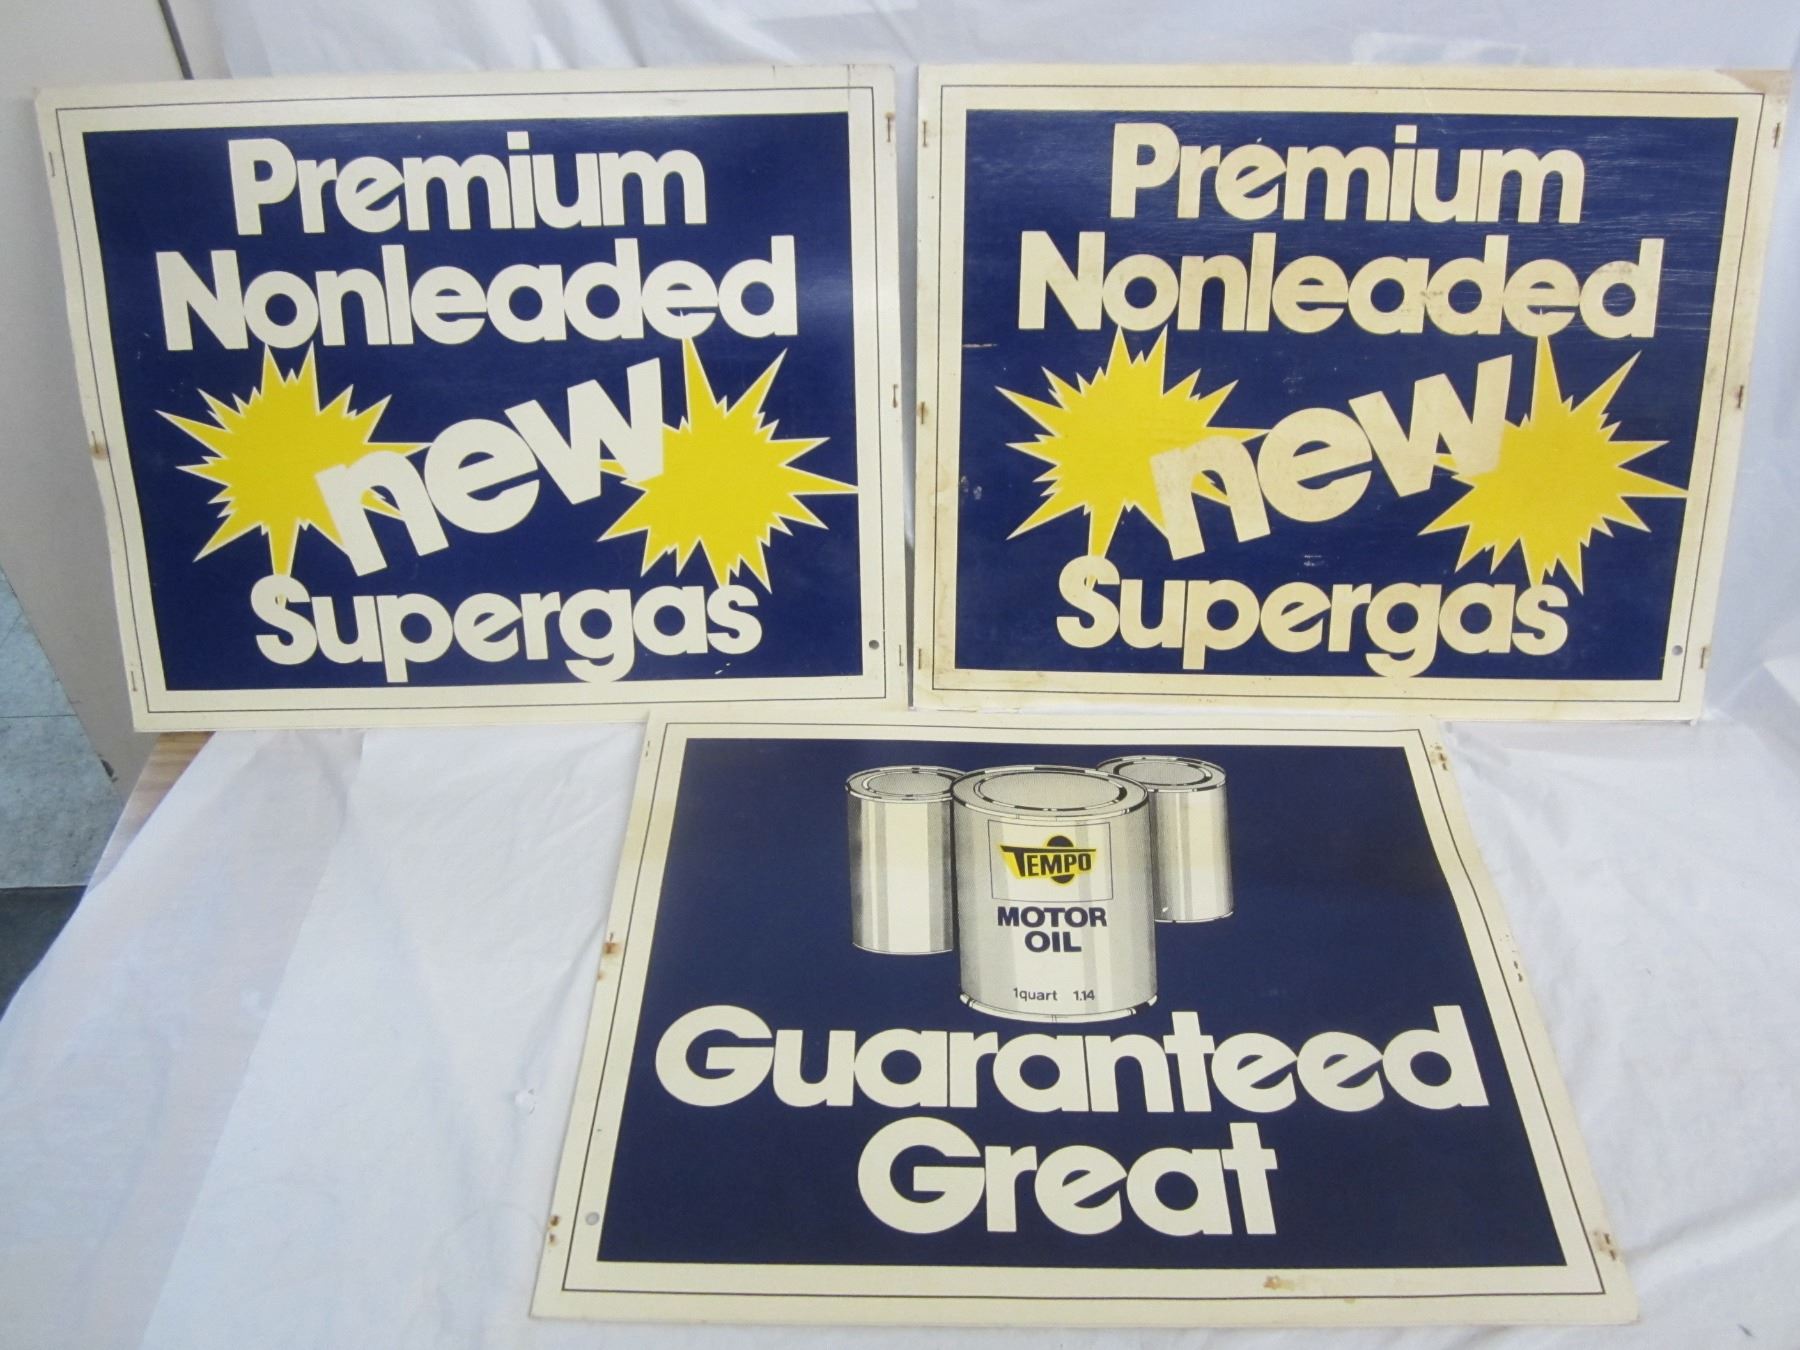 Premium
Nonleaded
new
Supergas
Premium
Nonleaded
new
Supergas
TEMPO
MOTOR
OIL
1quart 1.14
Guaranteed
Great